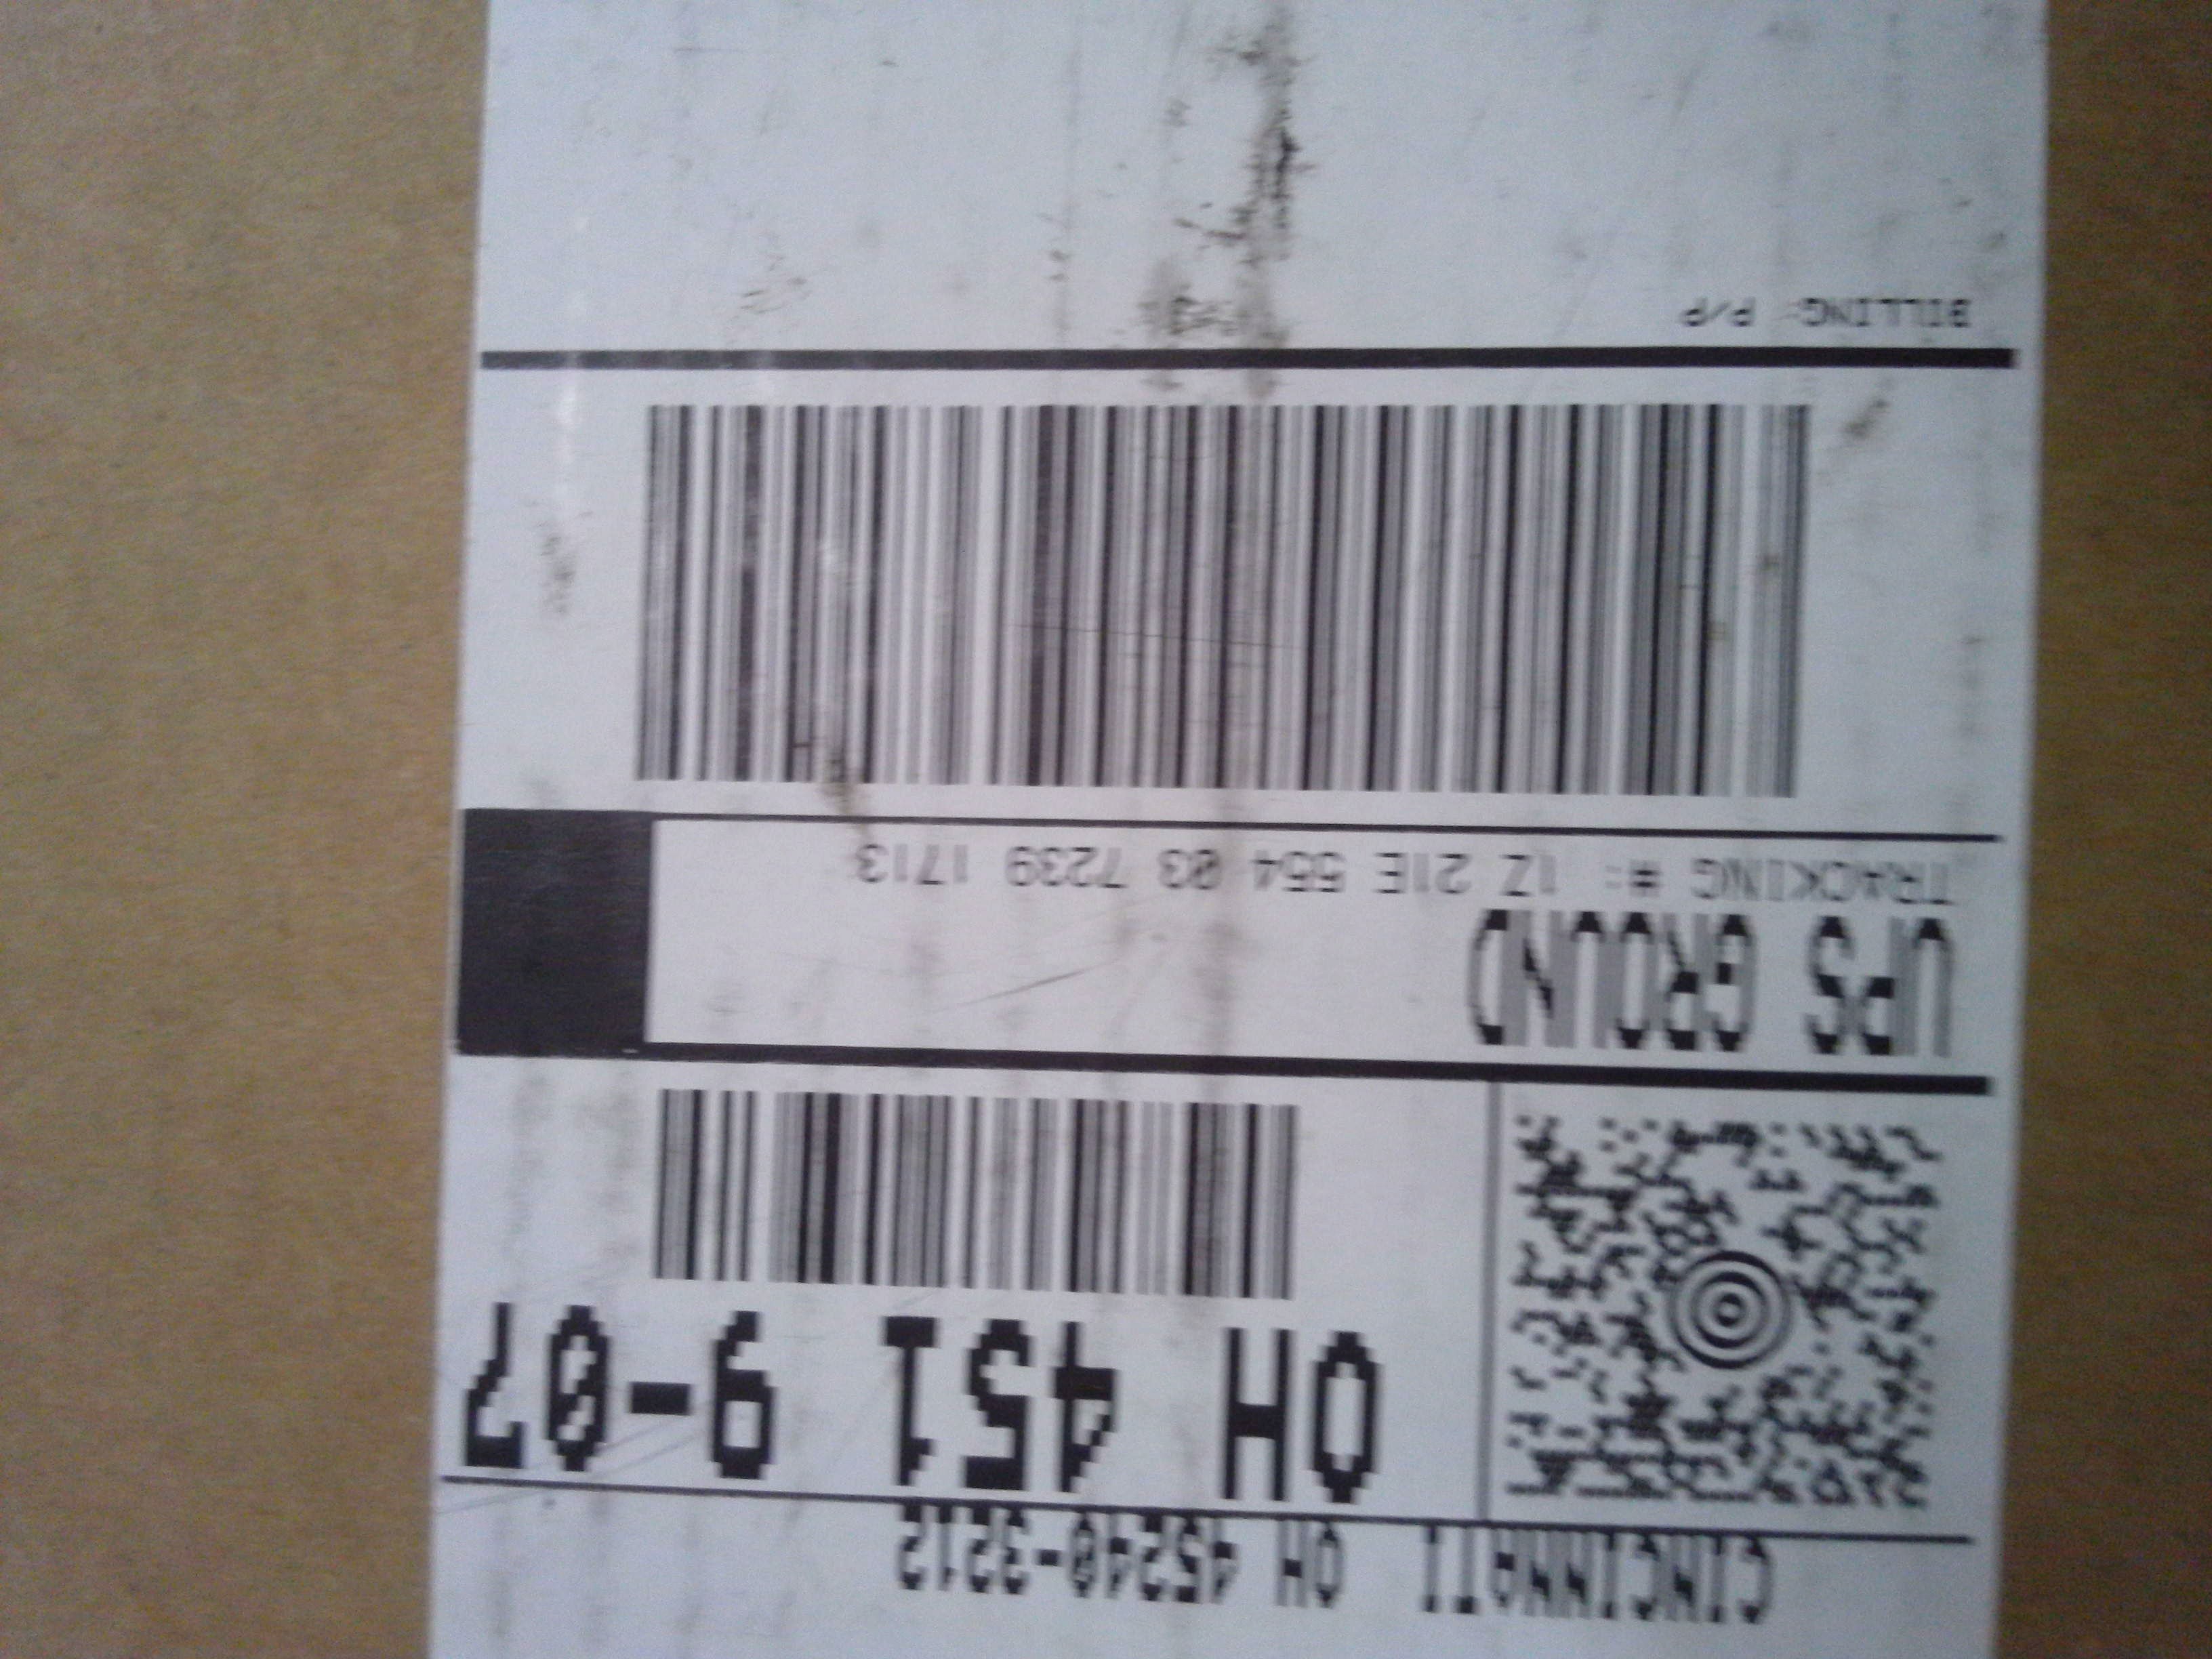 CINCINNATI OH 45240-3212
OH 451 9-07
UPS GROUND
TRACKING #: 1Z 21E 554 03 7239 1713
BILLING: P/P